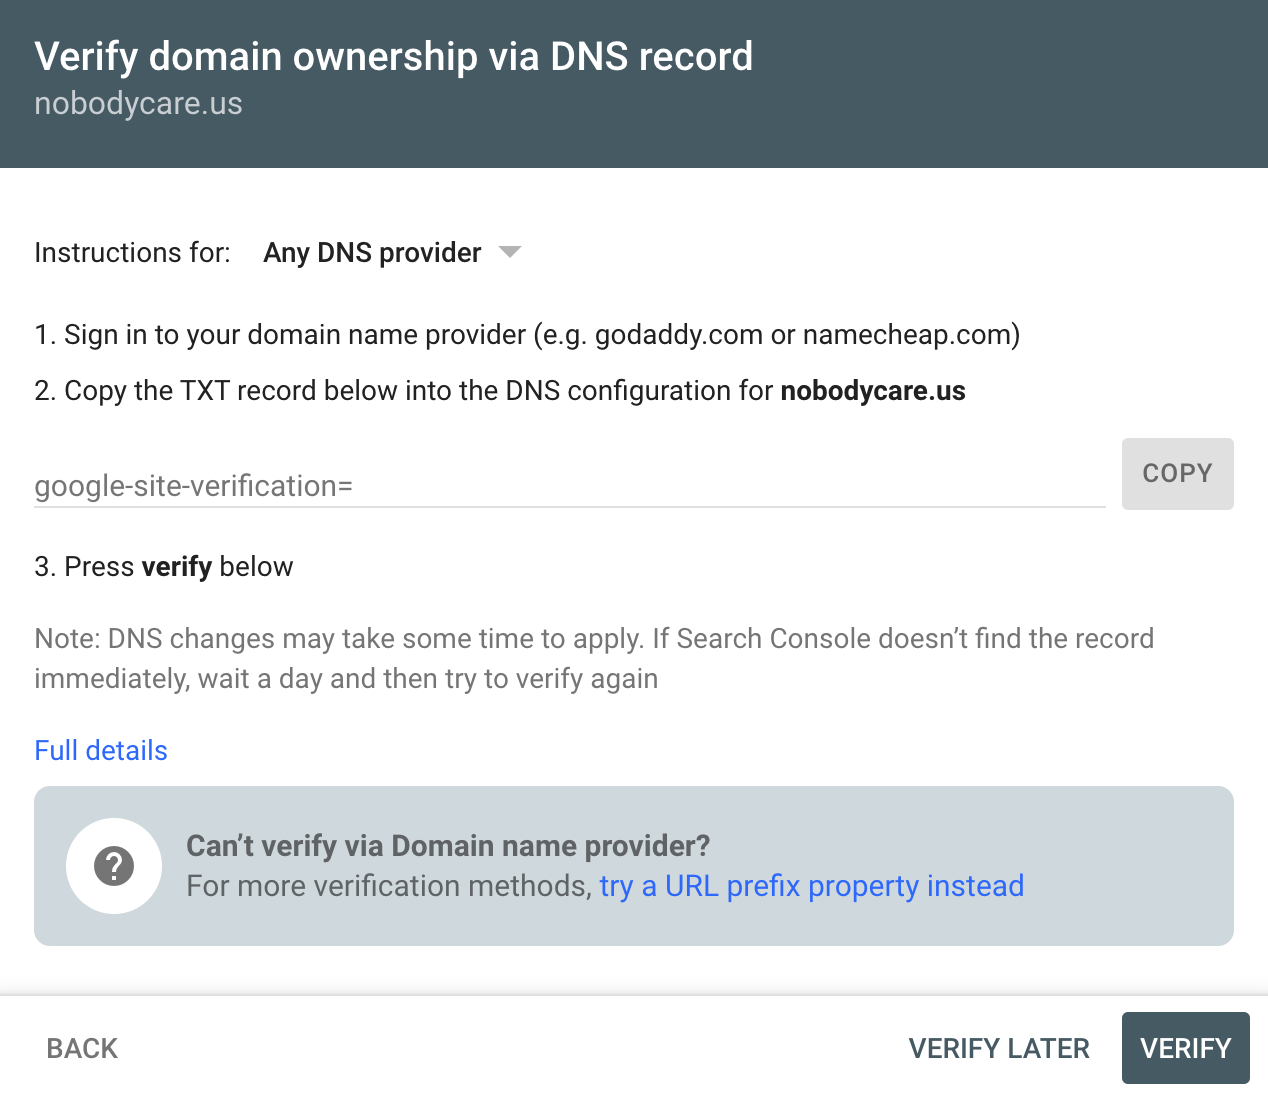 Verify domain ownership via DNS record
nobodycare.us
Instructions for: Any DNS provider
1. Sign in to your domain name provider (e.g. godaddy.com or namecheap.com)
2. Copy the TXT record below into the DNS configuration for nobodycare.us
google-site-verification=
COPY
3. Press verify below
Note: DNS changes may take some time to apply. If Search Console doesn’t find the record
immediately, wait a day and then try to verify again
Full details
?
Can’t verify via Domain name provider?
For more verification methods, try a URL prefix property instead
BACK VERIFY LATER VERIFY